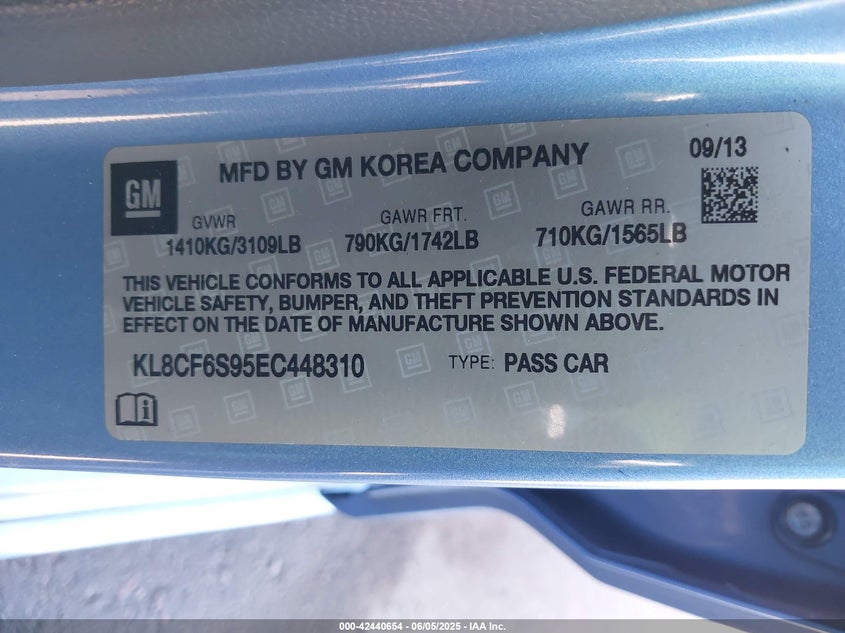 MFD BY GM KOREA COMPANY 09/13
GM
GVWR GAWR FRT. GAWR RR.
1410KG/3109LB 790KG/1742LB 710KG/1565LB
THIS VEHICLE CONFORMS TO ALL APPLICABLE U.S. FEDERAL MOTOR
VEHICLE SAFETY, BUMPER, AND THEFT PREVENTION STANDARDS IN
EFFECT ON THE DATE OF MANUFACTURE SHOWN ABOVE.
KL8CF6S95EC448310 TYPE: PASS CAR
000-42440654 - 06/05/2025 - IAA Inc.